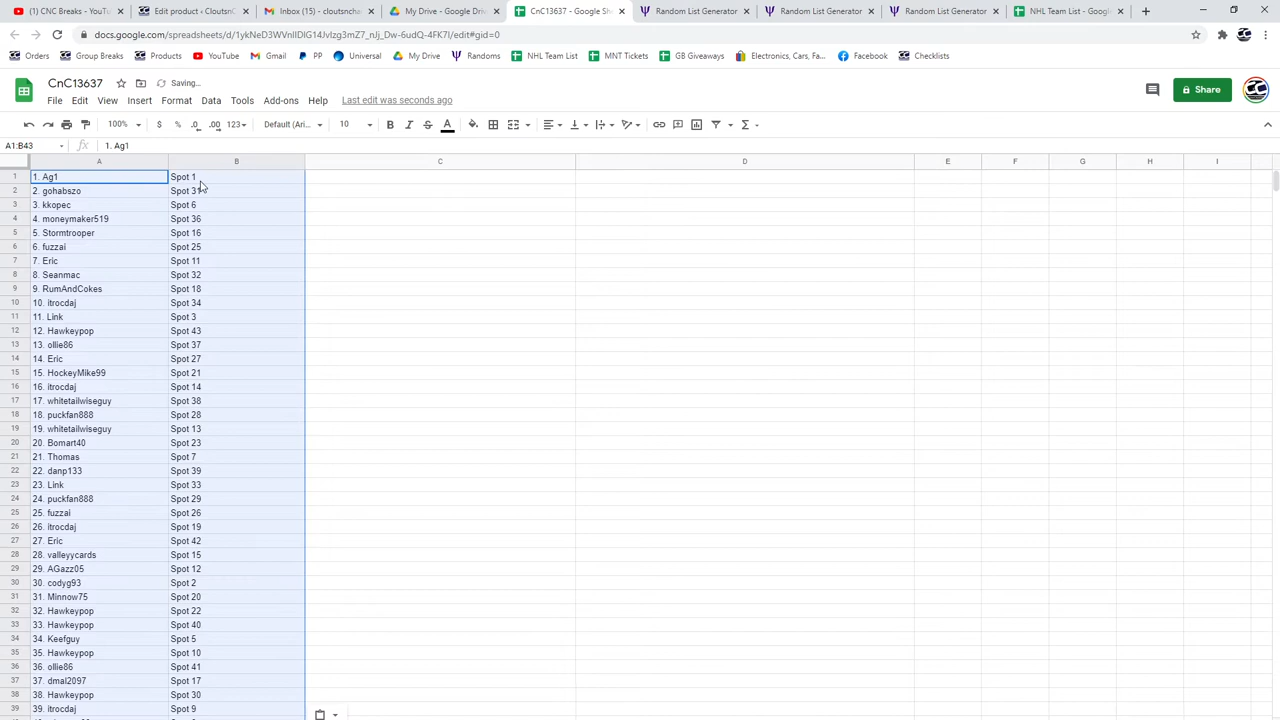 (1) CNC Breaks - YouTu
Edit product ‹ CloutsnC
Inbox (15) - cloutsnchar
My Drive - Google Drive
CnC13637 - Google Sheets
Random List Generator
Random List Generator
Random List Generator
NHL Team List - Google
docs.google.com/spreadsheets/d/1ykNeD3WVnIlDIG14Jvlzg3mZ7_nJj_Dw-6udQ-4FK7I/edit#gid=0
Orders
Group Breaks
Products
YouTube
Gmail
PP
Universal
My Drive
Randoms
NHL Team List
MNT Tickets
GB Giveaways
Electronics, Cars, Fa...
Facebook
Checklists
CnC13637
Saving...
File Edit View Insert Format Data Tools Add-ons Help Last edit was seconds ago
Share
100% $ % .0 .00 123 Default (Ari... 10 B I S A
A1:B43 fx 1. Ag1
A B C D E F G H I
1 1. Ag1 Spot 1
2 2. gohabszo Spot 31
3 3. kkopec Spot 6
4 4. moneymaker519 Spot 36
5 5. Stormtrooper Spot 16
6 6. fuzzai Spot 25
7 7. Eric Spot 11
8 8. Seanmac Spot 32
9 9. RumAndCokes Spot 18
10 10. itrocdaj Spot 34
11 11. Link Spot 3
12 12. Hawkeypop Spot 43
13 13. ollie86 Spot 37
14 14. Eric Spot 27
15 15. HockeyMike99 Spot 21
16 16. itrocdaj Spot 14
17 17. whitetailwiseguy Spot 38
18 18. puckfan888 Spot 28
19 19. whitetailwiseguy Spot 13
20 20. Bomart40 Spot 23
21 21. Thomas Spot 7
22 22. danp133 Spot 39
23 23. Link Spot 33
24 24. puckfan888 Spot 29
25 25. fuzzai Spot 26
26 26. itrocdaj Spot 19
27 27. Eric Spot 42
28 28. valleyycards Spot 15
29 29. AGazz05 Spot 12
30 30. codyg93 Spot 2
31 31. Minnow75 Spot 20
32 32. Hawkeypop Spot 22
33 33. Hawkeypop Spot 40
34 34. Keefguy Spot 5
35 35. Hawkeypop Spot 10
36 36. ollie86 Spot 41
37 37. dmal2097 Spot 17
38 38. Hawkeypop Spot 30
39 39. itrocdaj Spot 9